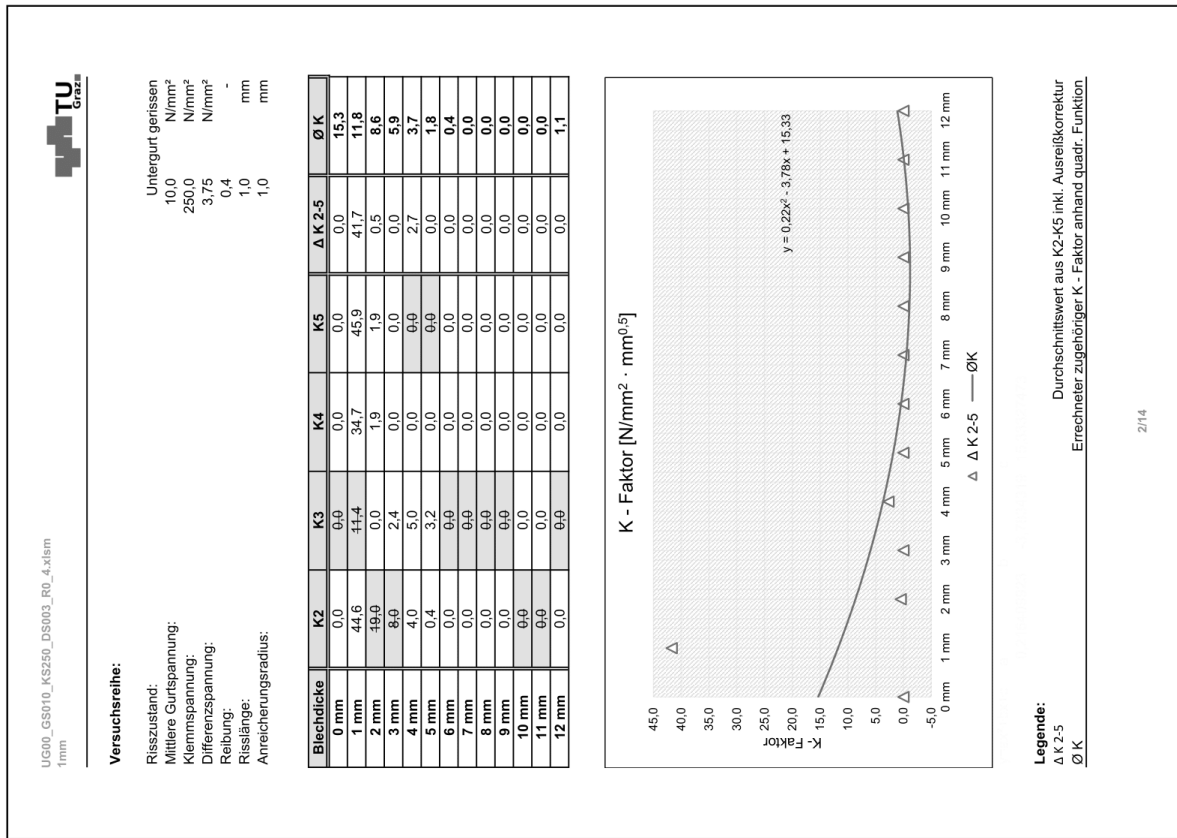 UG00_GS010_KS250_DS003_R0_4.xlsm
1mm
TU
Graz
Versuchsreihe:
Risszustand: Untergurt gerissen
Mittlere Gurtspannung: 10,0 N/mm²
Klemmspannung: 250,0 N/mm²
Differenzspannung: 3,75 N/mm²
Reibung: 0,4 -
Risslänge: 1,0 mm
Anreicherungsradius: 1,0 mm
Blechdicke K2 K3 K4 K5 Δ K 2-5 Ø K
0 mm 0,0 0,0 0,0 0,0 0,0 15,3
1 mm 44,6 11,4 34,7 45,9 41,7 11,8
2 mm 19,0 0,0 1,9 1,9 0,5 8,6
3 mm 8,0 2,4 0,0 0,0 0,0 5,9
4 mm 4,0 5,0 0,0 0,0 2,7 3,7
5 mm 0,4 3,2 0,0 0,0 0,0 1,8
6 mm 0,0 0,0 0,0 0,0 0,0 0,4
7 mm 0,0 0,0 0,0 0,0 0,0 0,0
8 mm 0,0 0,0 0,0 0,0 0,0 0,0
9 mm 0,0 0,0 0,0 0,0 0,0 0,0
10 mm 0,0 0,0 0,0 0,0 0,0 0,0
11 mm 0,0 0,0 0,0 0,0 0,0 0,0
12 mm 0,0 0,0 0,0 0,0 0,0 1,1
K - Faktor [N/mm² · mm⁰·⁵]
K- Faktor
45,0
40,0
35,0
30,0
25,0
20,0
15,0
10,0
5,0
0,0
-5,0
y = 0,22x² - 3,78x + 15,33
0 mm 1 mm 2 mm 3 mm 4 mm 5 mm 6 mm 7 mm 8 mm 9 mm 10 mm 11 mm 12 mm
Δ K 2-5 ØK
Legende:
Δ K 2-5 Durchschnittswert aus K2-K5 inkl. Ausreißkorrektur
Ø K Errechneter zugehöriger K - Faktor anhand quadr. Funktion
2/14